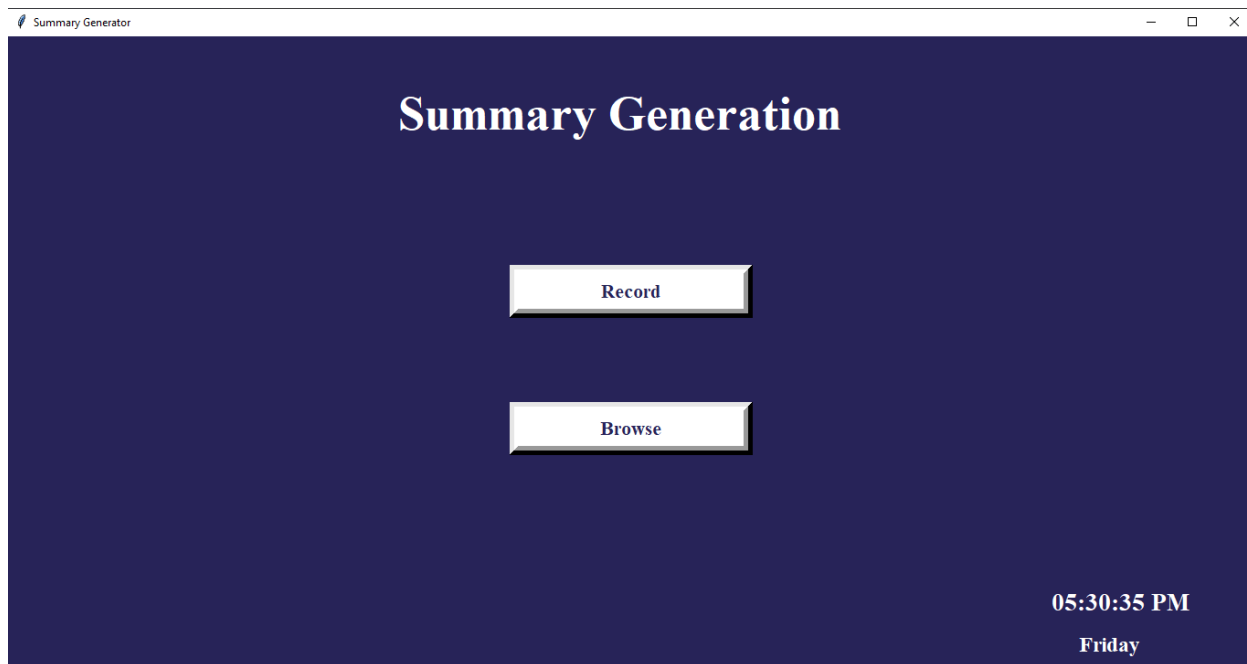 Summary Generator
Summary Generation
Record
Browse
05:30:35 PM
Friday